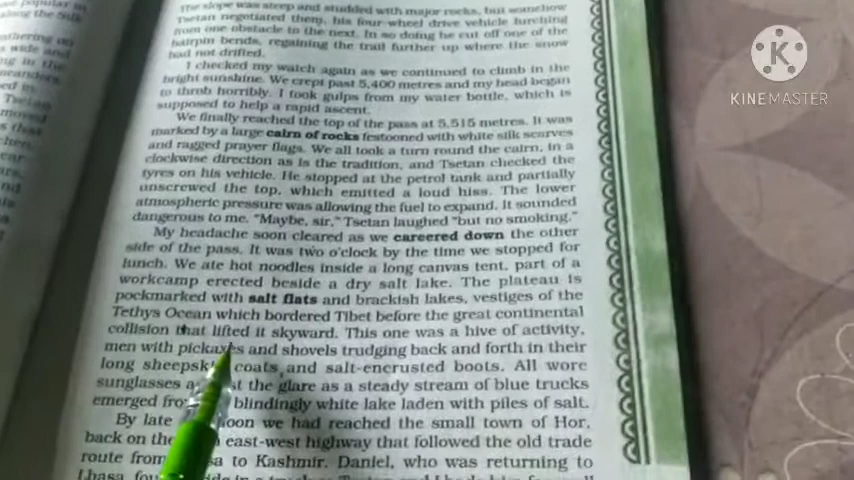 The slope was steep and studded with major rocks, but somehow
Tsetan negotiated them, his four-wheel drive vehicle lurching
from one obstacle to the next. In so doing he cut off one of the
hairpin bends, regaining the trail further up where the snow
had not drifted.
I checked my watch again as we continued to climb in the
bright sunshine. We crept past 5,400 metres and my head began
to throb horribly. I took gulps from my water bottle, which is
supposed to help a rapid ascent.
We finally reached the top of the pass at 5,515 metres. It was
marked by a large cairn of rocks festooned with white silk scarves
and ragged prayer flags. We all took a turn round the cairn, in a
clockwise direction as is the tradition, and Tsetan checked the
tyres on his vehicle. He stopped at the petrol tank and partially
unscrewed the top, which emitted a loud hiss. The lower
atmospheric pressure was allowing the fuel to expand. It sounded
dangerous to me. "Maybe, sir," Tsetan laughed "but no smoking."
My headache soon cleared as we careered down the other
side of the pass. It was two o'clock by the time we stopped for
lunch. We ate hot noodles inside a long canvas tent, part of a
workcamp erected beside a dry salt lake. The plateau is
pockmarked with salt flats and brackish lakes, vestiges of the
Tethys Ocean which bordered Tibet before the great continental
collision that lifted it skyward. This one was a hive of activity,
men with pickaxes and shovels trudging back and forth in their
long sheepsk coats and salt-encrusted boots. All wore
sunglasses a t the glare as a steady stream of blue trucks
emerged fro blindingly white lake laden with piles of salt.
By late oon we had reached the small town of Hor,
back on the east-west highway that followed the old trade
route from sa to Kashmir. Daniel, who was returning to
Lhasa,
K
KINEMASTER